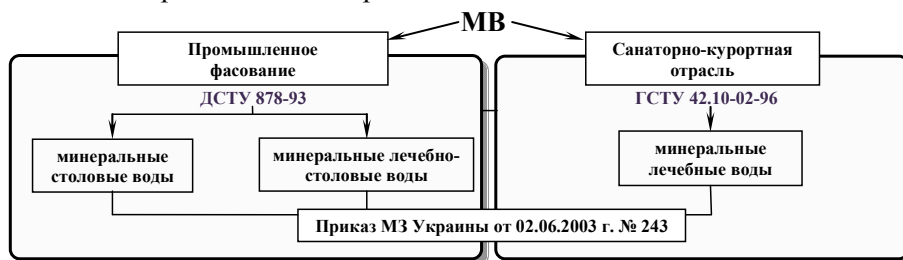 МВ
Промышленное
фасование
Санаторно-курортная
отрасль
ДСТУ 878-93
ГСТУ 42.10-02-96
минеральные
столовые воды
минеральные лечебно-
столовые воды
минеральные
лечебные воды
Приказ МЗ Украины от 02.06.2003 г. № 243